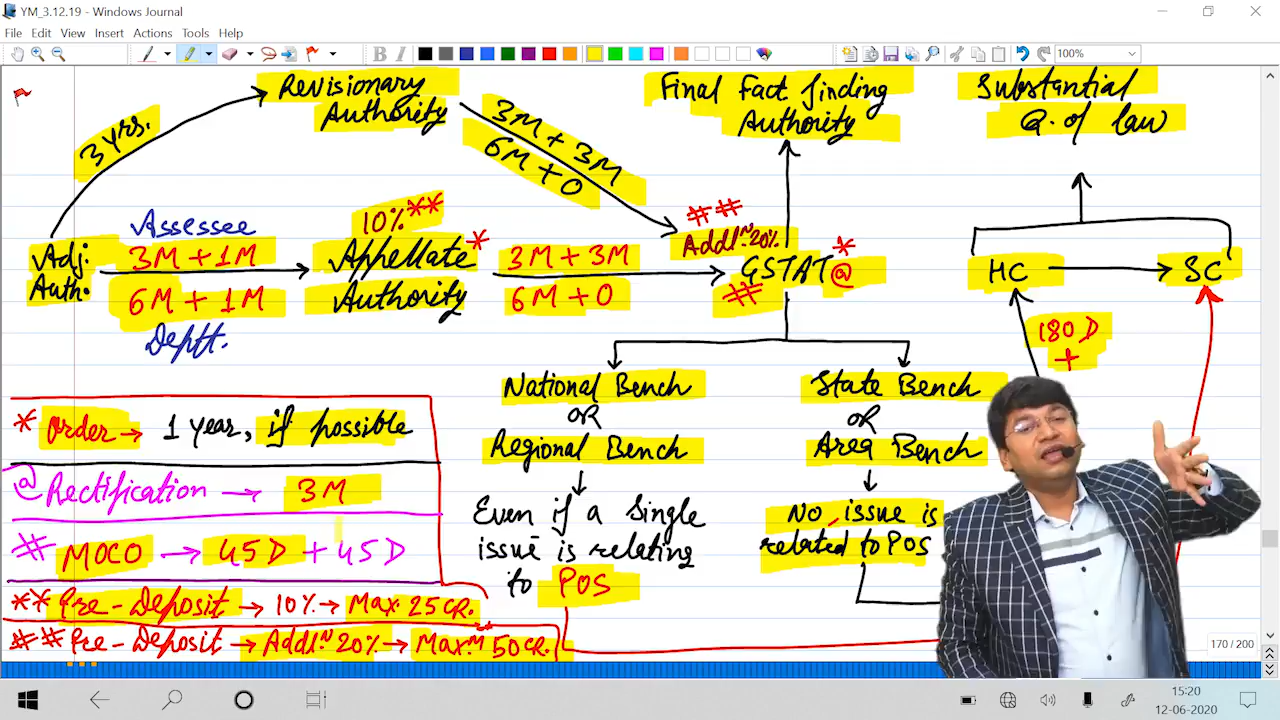 YM_3.12.19 - Windows Journal
File Edit View Insert Actions Tools Help
100%
Revisionary
Authority
Final Fact finding
Authority
Substantial
Q. of law
3 yrs.
3M + 3M
6M + 0
Adj.
Auth.
Assessee
3M + 1M
6M + 1M
Deptt.
10%**
Appellate*
Authority
3M + 3M
6M + 0
##
Addl.N 20%
GSTAT@*
##
HC
SC
180 D
+
National Bench
OR
Regional Bench
Even if a Single
issue is relating
to POS
State Bench
OR
Area Bench
No, issue is
related to POS
* Order → 1 year, if possible
@Rectification → 3M
# MOCO → 45D + 45D
** Pre-Deposit → 10% → Max. 25 CR.
## Pre-Deposit → Addl.N 20% → Max.M 50 CR.
170 / 200
15:20
12-06-2020